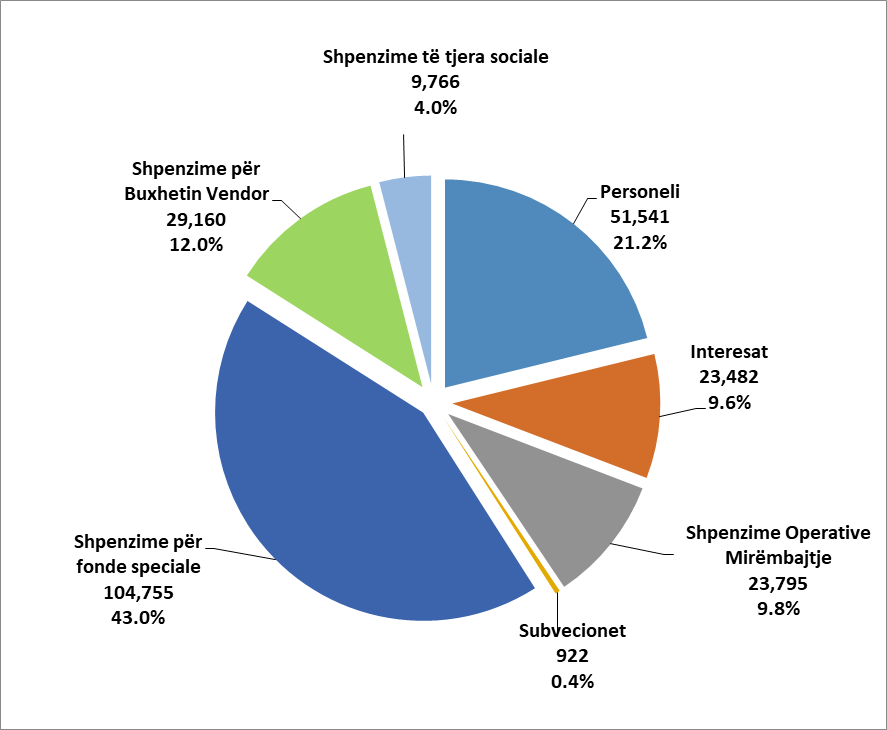 Shpenzime të tjera sociale
9,766
4.0%
Personeli
51,541
21.2%
Interesat
23,482
9.6%
Shpenzime Operative
Mirëmbajtje
23,795
9.8%
Subvecionet
922
0.4%
Shpenzime për
fonde speciale
104,755
43.0%
Shpenzime për
Buxhetin Vendor
29,160
12.0%